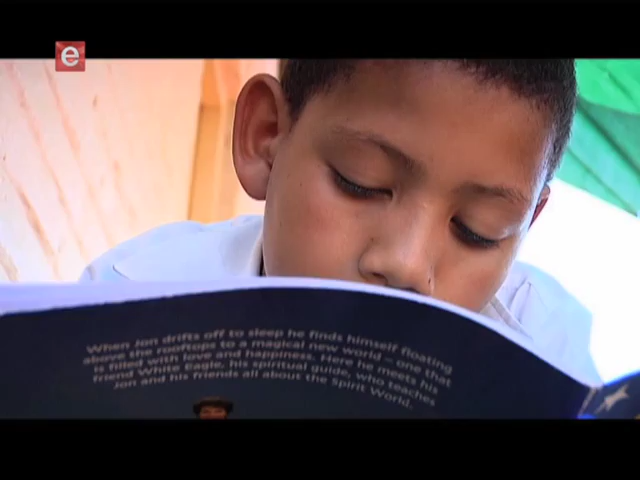 e
When Jon drifts off to sleep he finds himself floating
above the rooftops to a magical new world – one that
is filled with love and happiness. Here he meets his
friend White Eagle, his spiritual guide, who teaches
Jon and his friends all about the Spirit World.